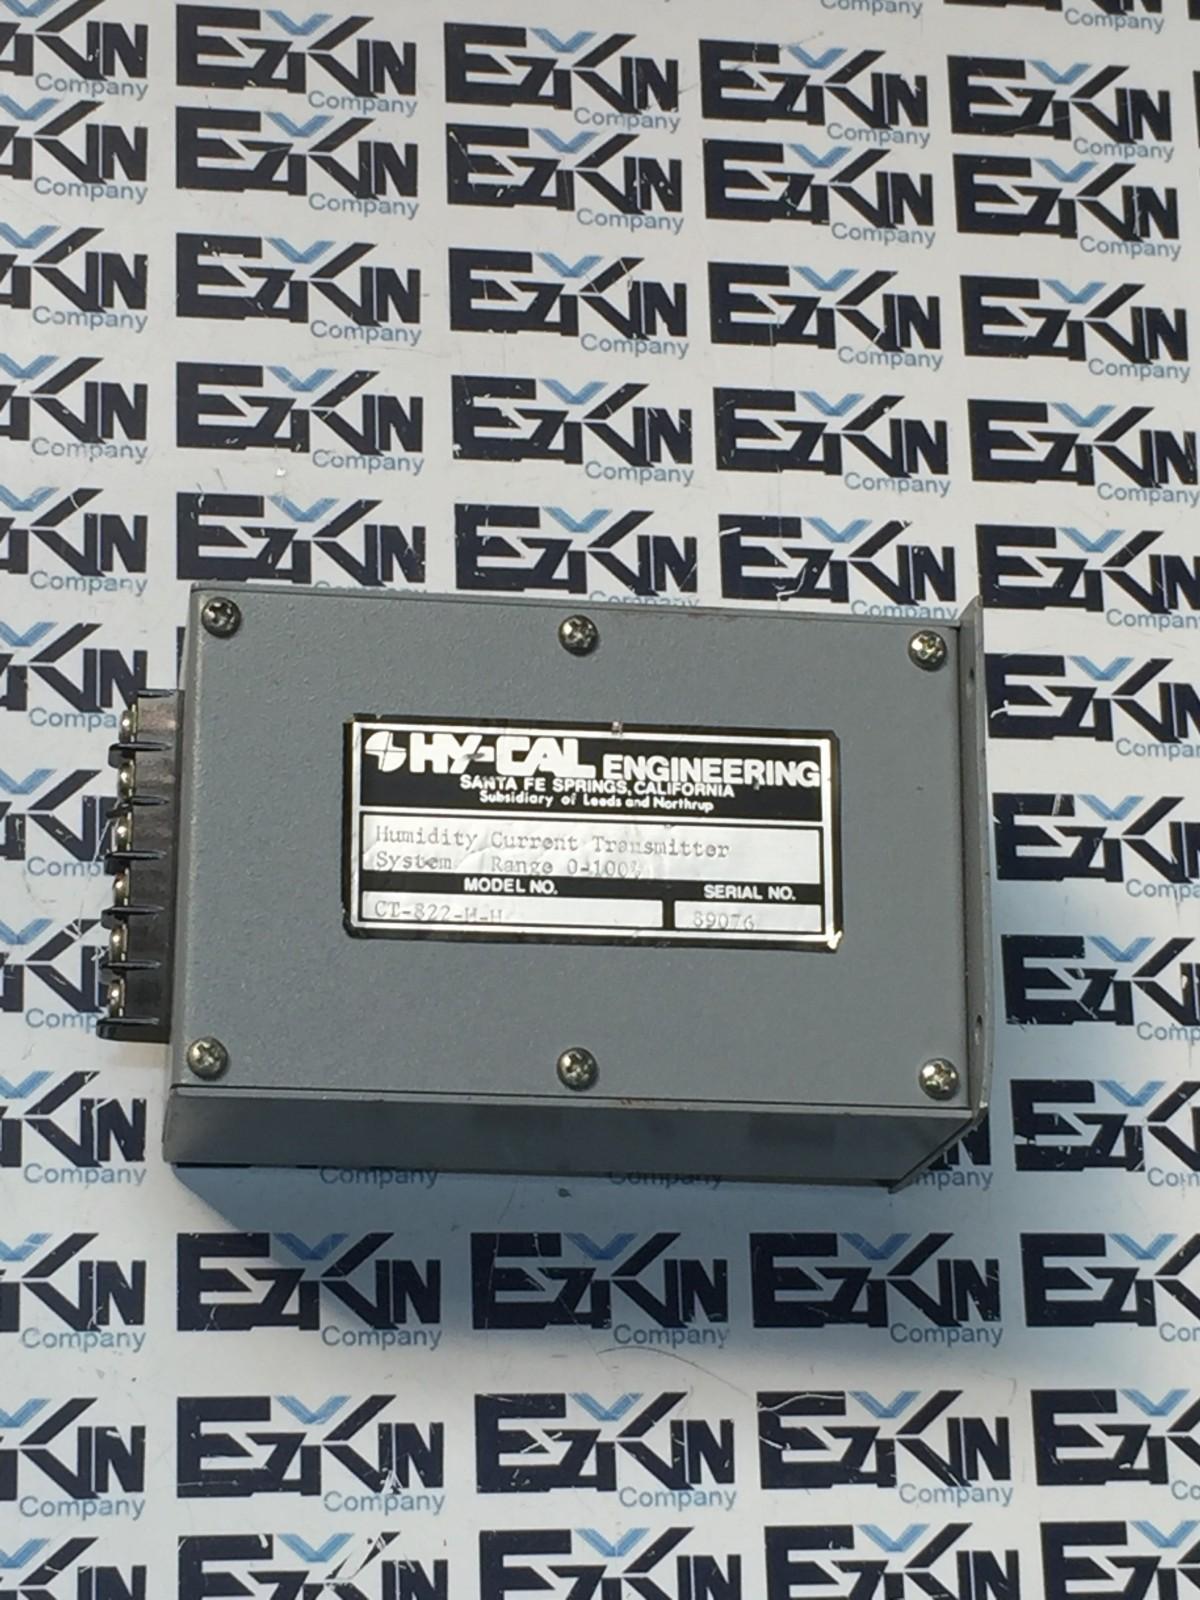 HY-CAL ENGINEERING
SANTA FE SPRINGS, CALIFORNIA
Subsidiary of Leeds and Northrup
Humidity Current Transmitter
System Range 0-100%
MODEL NO. SERIAL NO.
CT-822-H-H 89076
EZKIN
Company